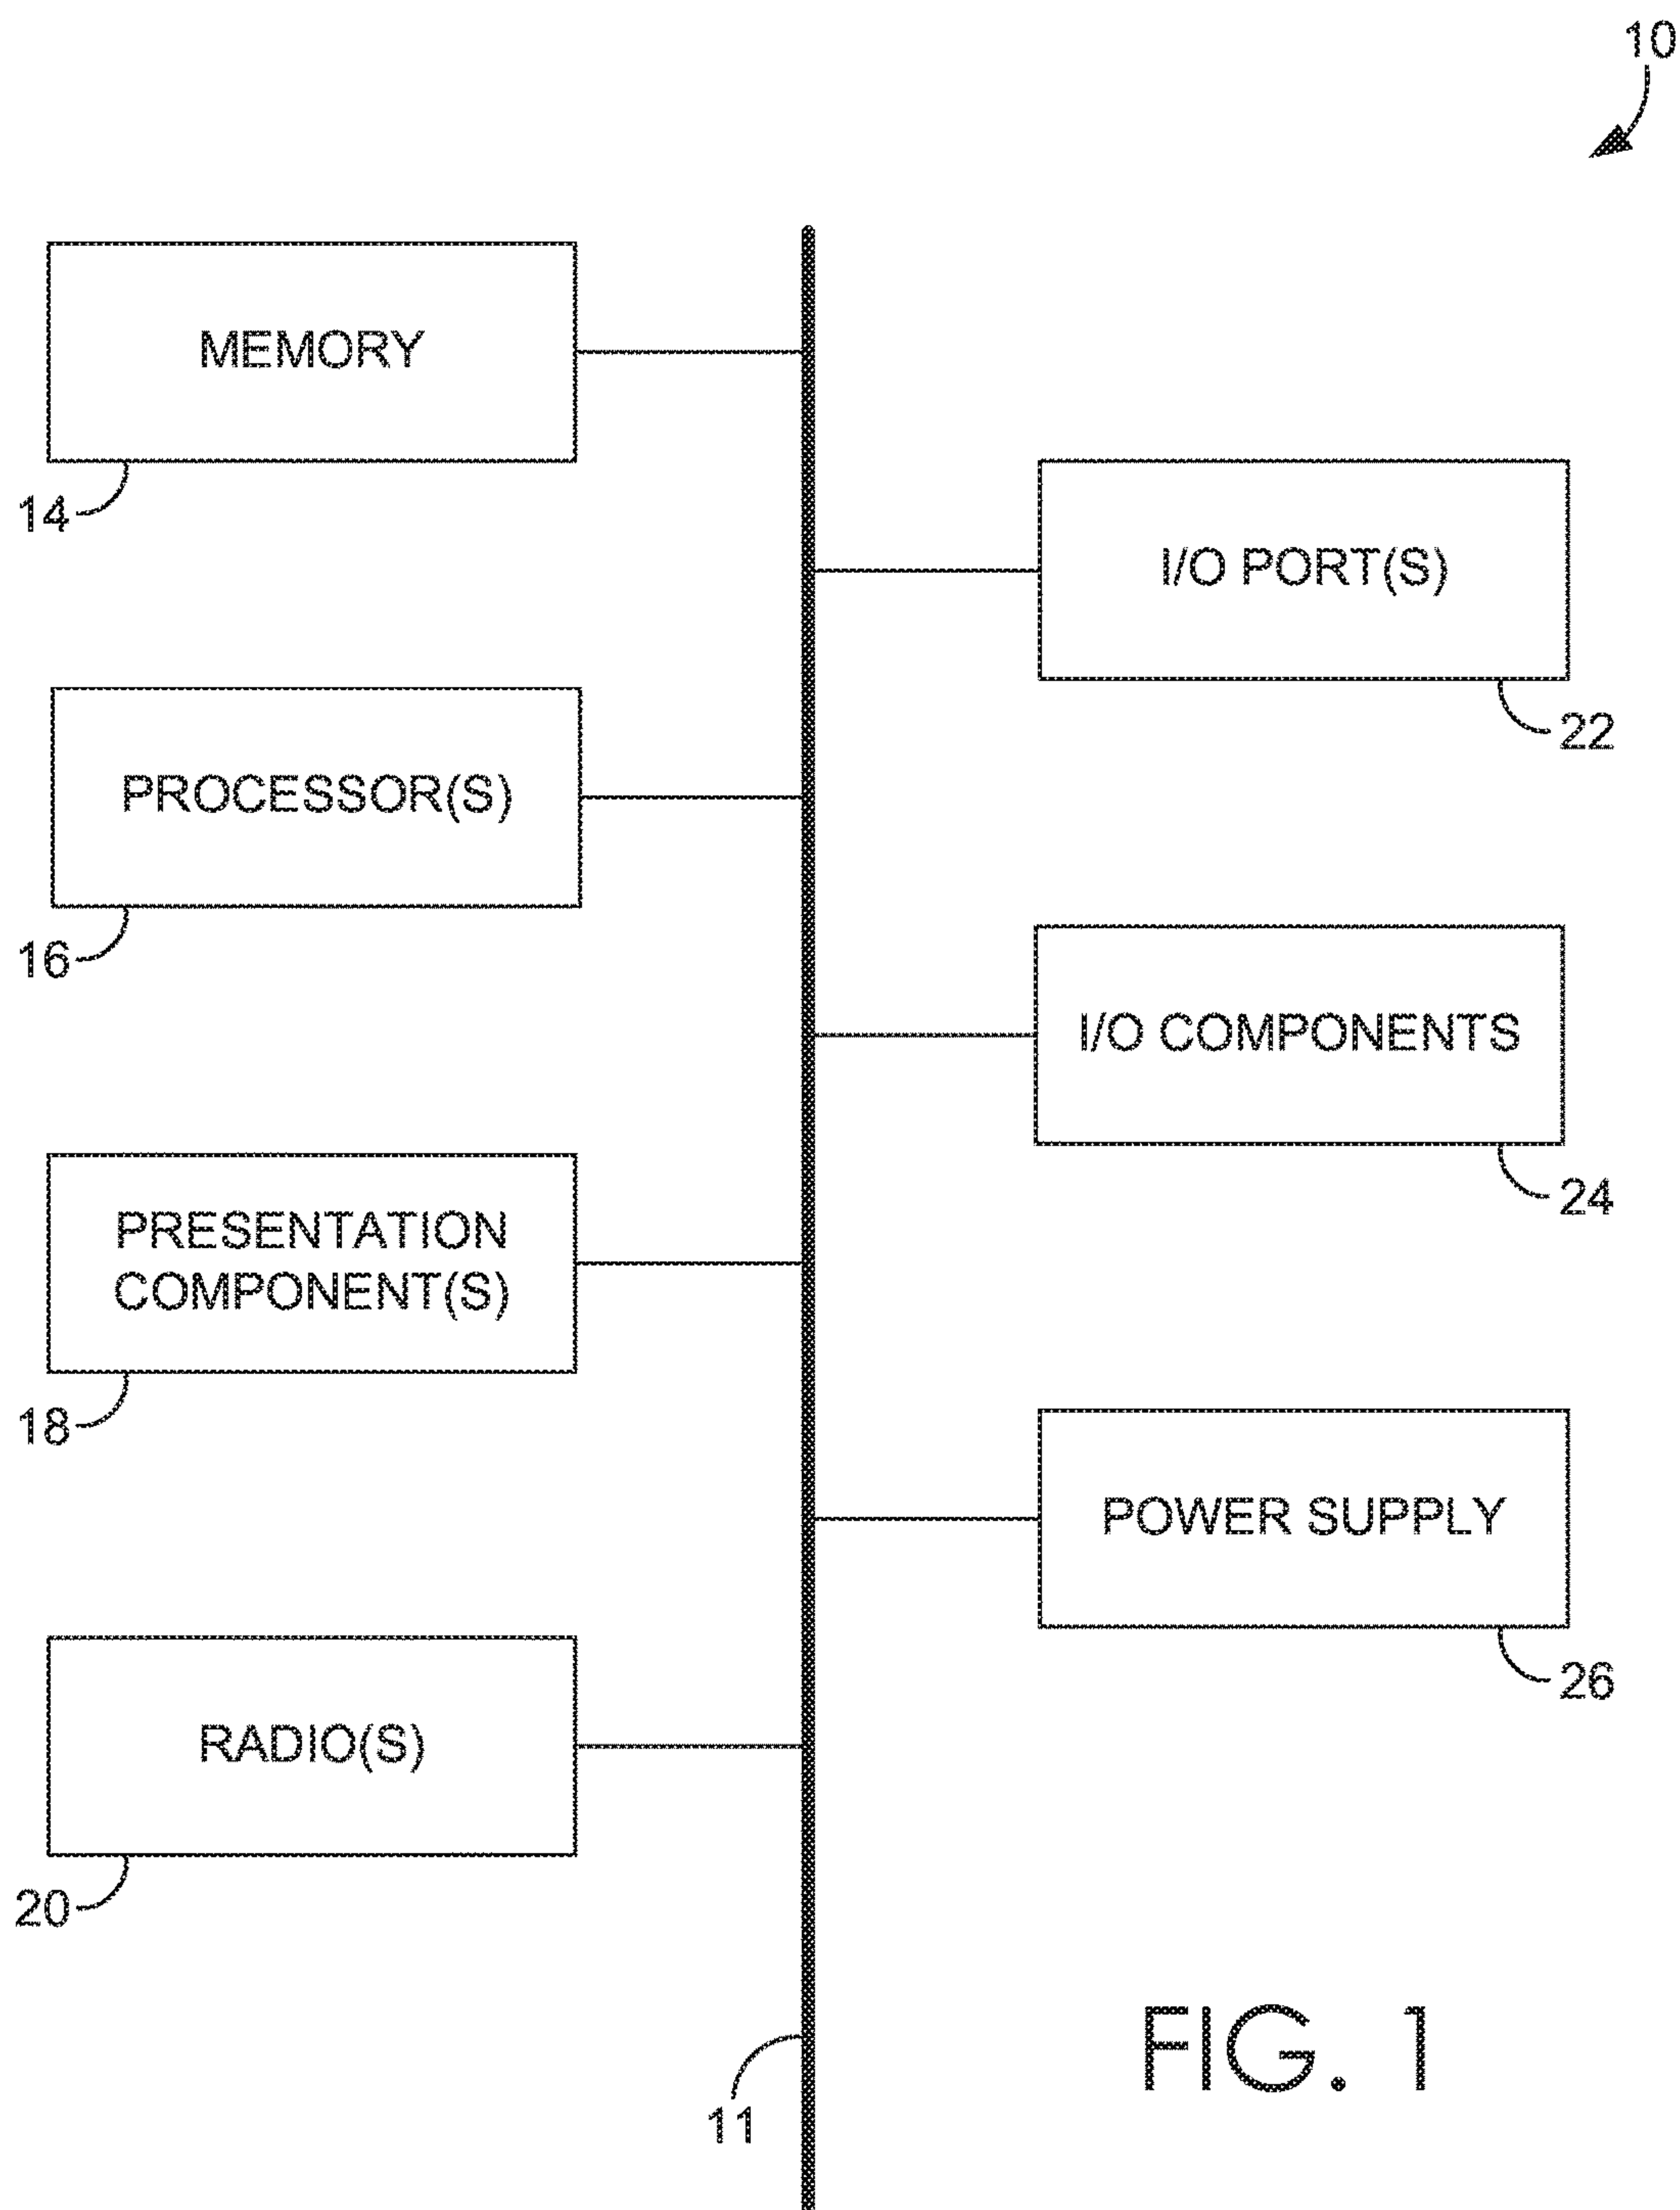 10
MEMORY
14
I/O PORT(S)
22
PROCESSOR(S)
16
I/O COMPONENTS
24
PRESENTATION
COMPONENT(S)
18
POWER SUPPLY
26
RADIO(S)
20
11
FIG. 1